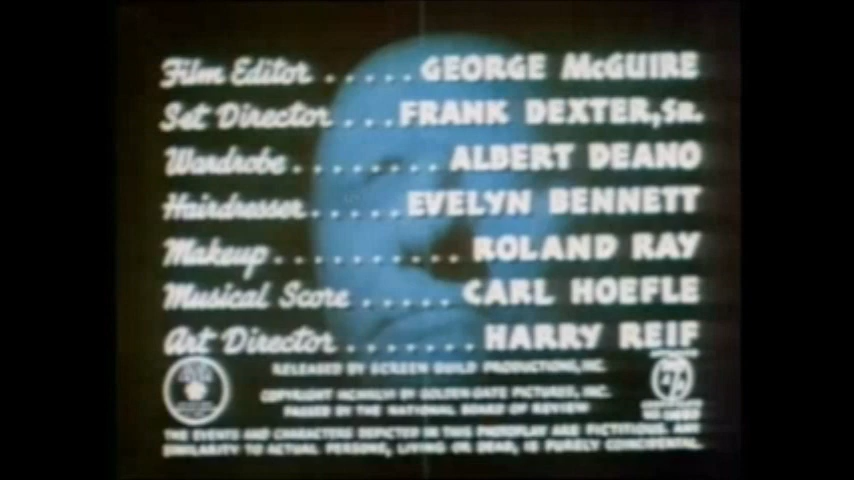 Film Editor . . . . . GEORGE McGUIRE
Set Director . . . . FRANK DEXTER, SR.
Wardrobe . . . . . . . . ALBERT DEANO
Hairdresser . . . . . EVELYN BENNETT
Makeup . . . . . . . . . . ROLAND RAY
Musical Score . . . . . CARL HOEFLE
Art Director . . . . . . . HARRY REIF
RELEASED BY SCREEN GUILD PRODUCTIONS, INC.
COPYRIGHT MCMXLVI BY GOLDEN GATE PICTURES, INC.
PASSED BY THE NATIONAL BOARD OF REVIEW
THE EVENTS AND CHARACTERS DEPICTED IN THIS PHOTOPLAY ARE FICTITIOUS. ANY
SIMILARITY TO ACTUAL PERSONS, LIVING OR DEAD, IS PURELY COINCIDENTAL.